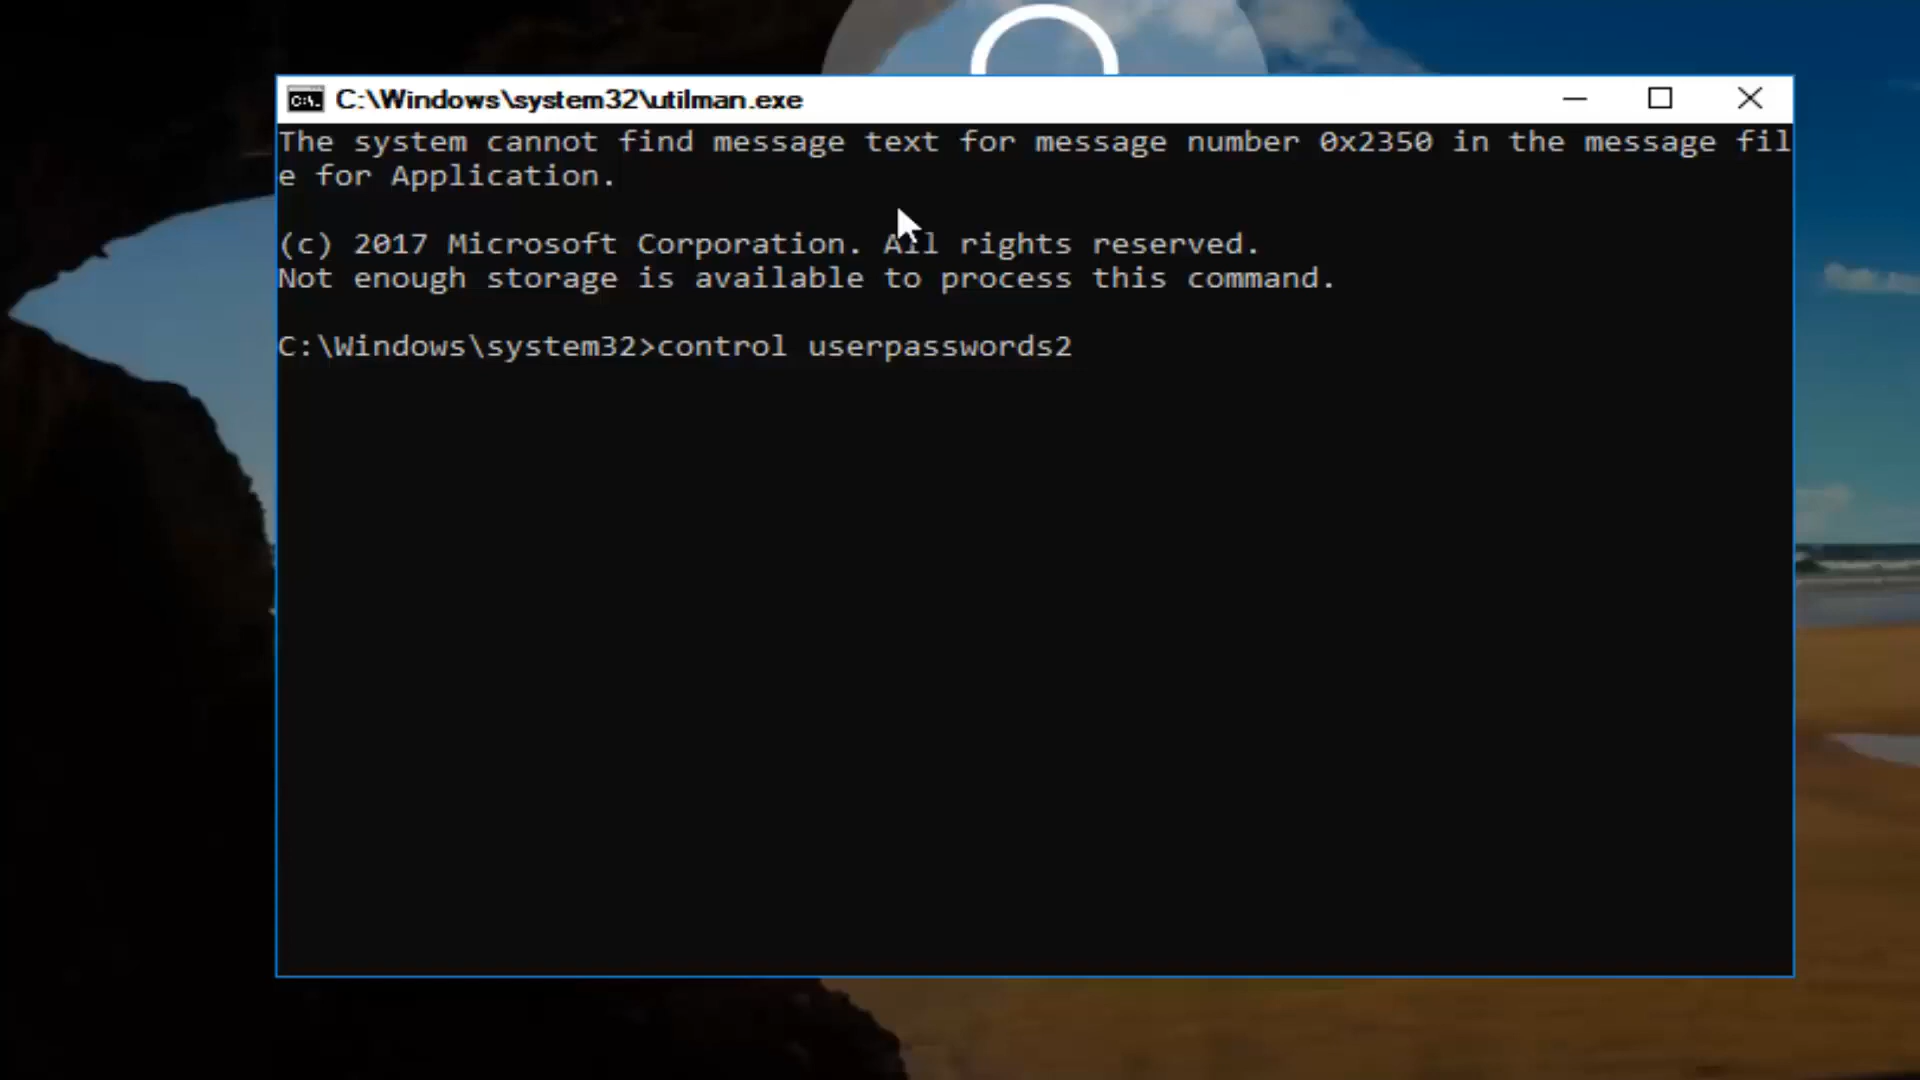 C:\Windows\system32\utilman.exe
The system cannot find message text for message number 0x2350 in the message fil
e for Application.
(c) 2017 Microsoft Corporation. All rights reserved.
Not enough storage is available to process this command.
C:\Windows\system32>control userpasswords2